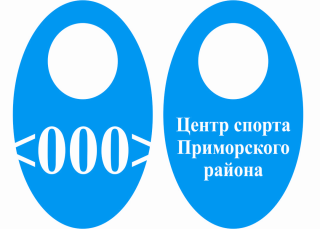 <000>
Центр спорта
Приморского
района